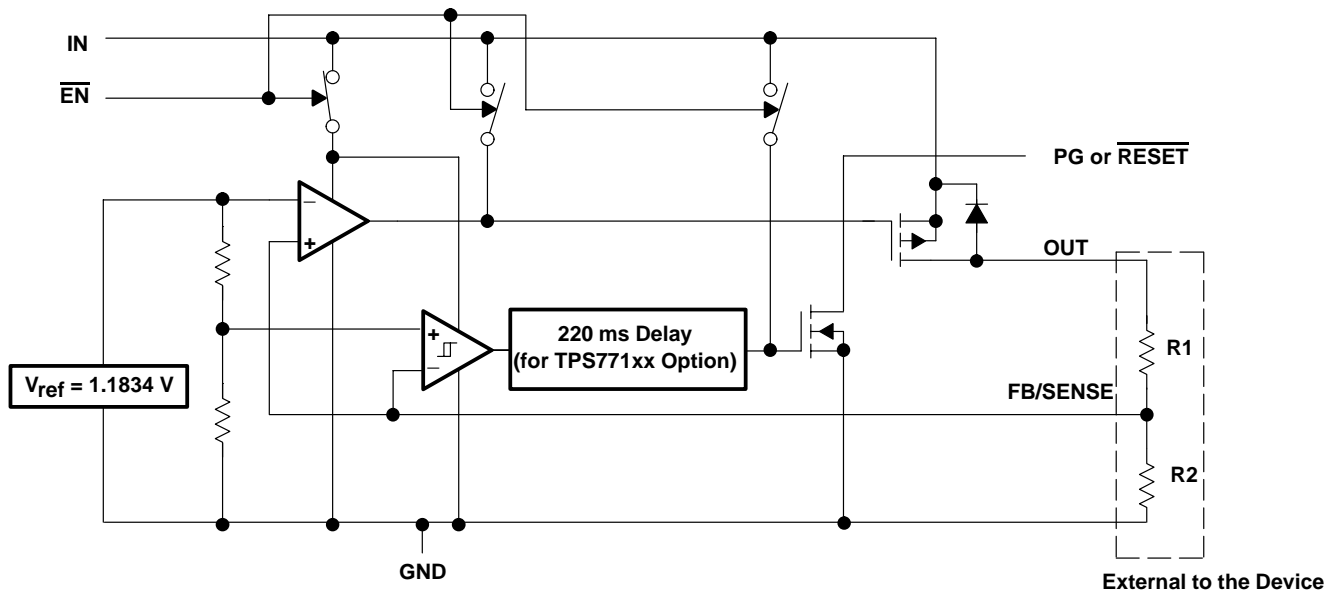 IN
EN
PG or RESET
−
+
OUT
+
−
220 ms Delay
(for TPS771xx Option)
R1
Vref = 1.1834 V
FB/SENSE
R2
GND
External to the Device